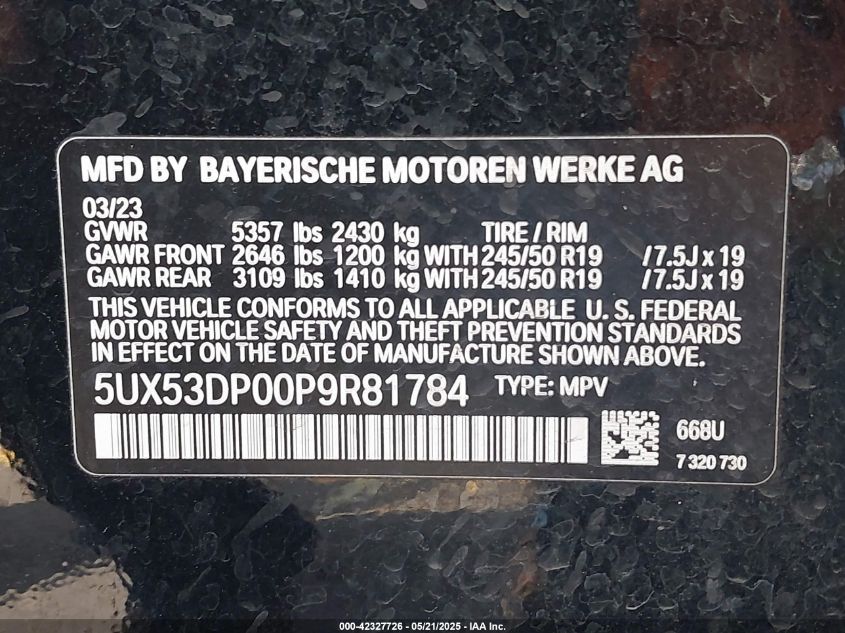 MFD BY BAYERISCHE MOTOREN WERKE AG
03/23
GVWR 5357 lbs 2430 kg TIRE / RIM
GAWR FRONT 2646 lbs 1200 kg WITH 245/50 R19 / 7.5J x 19
GAWR REAR 3109 lbs 1410 kg WITH 245/50 R19 / 7.5J x 19
THIS VEHICLE CONFORMS TO ALL APPLICABLE U. S. FEDERAL
MOTOR VEHICLE SAFETY AND THEFT PREVENTION STANDARDS
IN EFFECT ON THE DATE OF MANUFACTURE SHOWN ABOVE.
5UX53DP00P9R81784 TYPE: MPV
668U
7 320 730
000-42327726 - 05/21/2025 - IAA Inc.